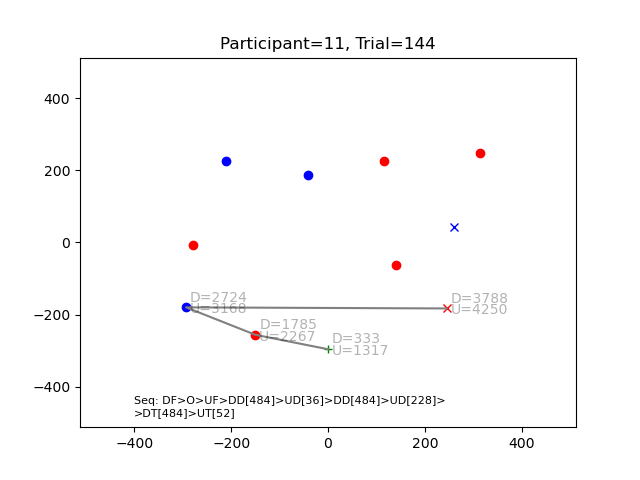 Participant=11, Trial=144
400
200
0
−200
−400
D=2724
U=3168
D=3788
U=4250
D=1785
U=2267
D=333
U=1317
Seq: DF>O>UF>DD[484]>UD[36]>DD[484]>UD[228]>
>DT[484]>UT[52]
−400 −200 0 200 400